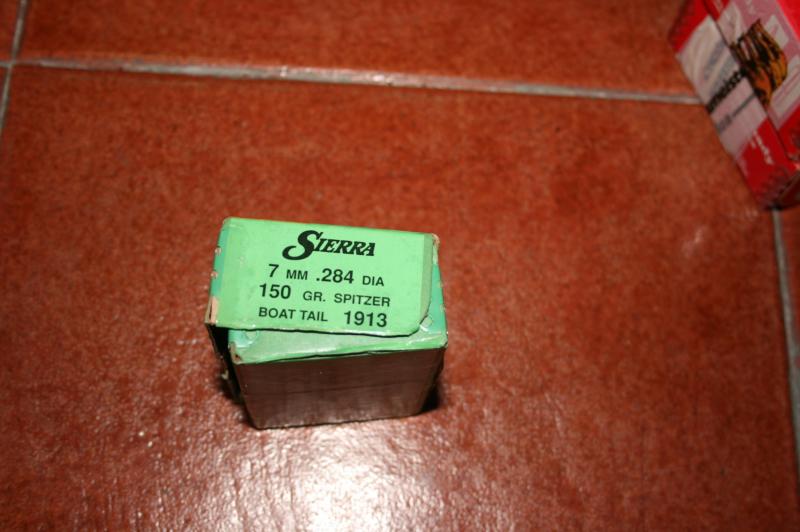 SIERRA
7 MM .284 DIA
150 GR. SPITZER
BOAT TAIL 1913